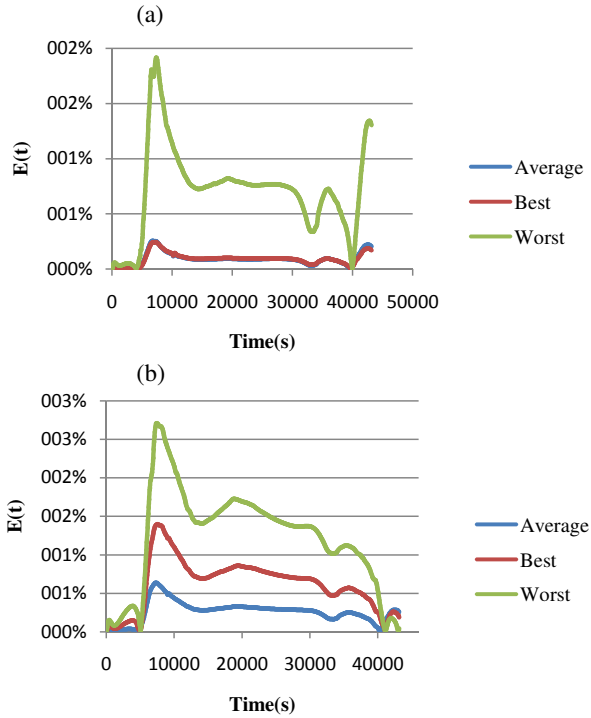 (a)
002%
002%
001%
001%
000%
E(t)
0 10000 20000 30000 40000 50000
Time(s)
Average
Best
Worst
(b)
003%
003%
002%
002%
001%
001%
000%
E(t)
0 10000 20000 30000 40000
Time(s)
Average
Best
Worst